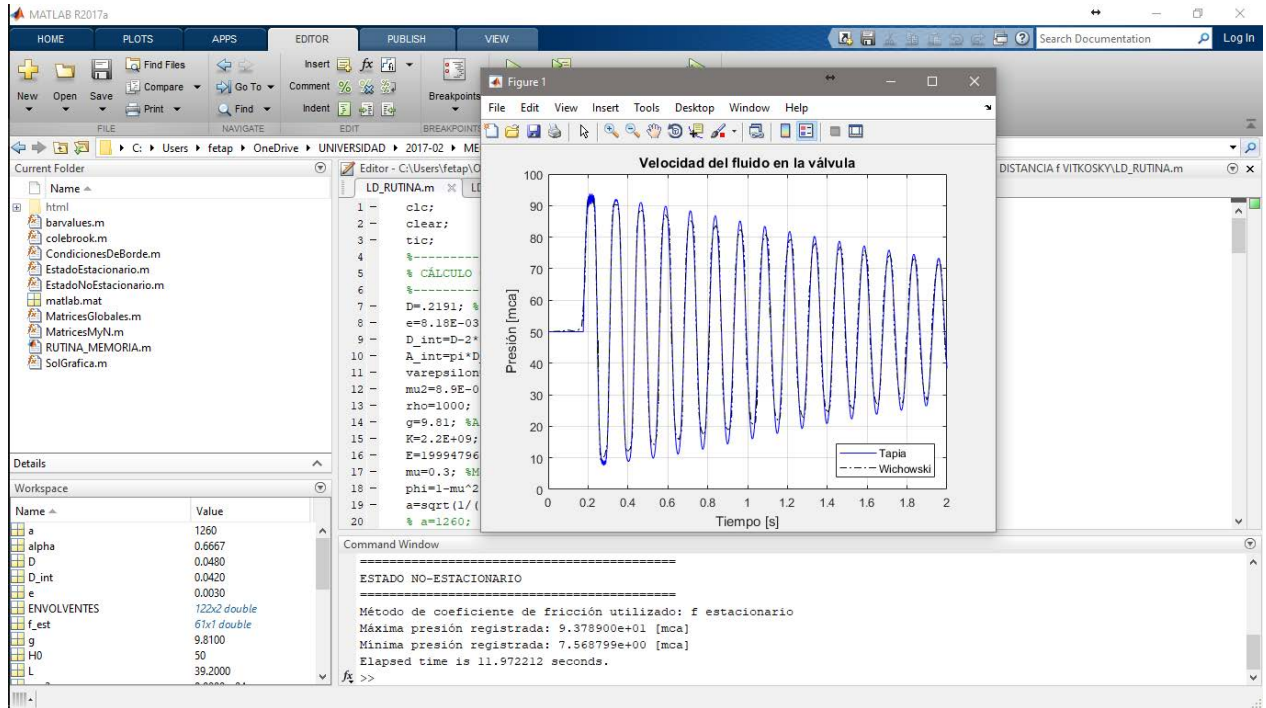 MATLAB R2017a
HOME PLOTS APPS EDITOR PUBLISH VIEW
Search Documentation
Log In
New Open Save
Find Files
Compare
Print
Go To
Find
Insert
Comment
Indent
Breakpoints
FILE NAVIGATE EDIT BREAKPOINTS
C: Users fetap OneDrive UNIVERSIDAD 2017-02 ME
Current Folder
Name
html
barvalues.m
colebrook.m
CondicionesDeBorde.m
EstadoEstacionario.m
EstadoNoEstacionario.m
matlab.mat
MatricesGlobales.m
MatricesMyN.m
RUTINA_MEMORIA.m
SolGrafica.m
Details
Workspace
Name Value
a 1260
alpha 0.6667
D 0.0480
D_int 0.0420
e 0.0030
ENVOLVENTES 122x2 double
f_est 61x1 double
g 9.8100
H0 50
L 39.2000
Editor - C:\Users\fetap\O
DISTANCIA f VITKOSKY\LD_RUTINA.m
LD_RUTINA.m
1 clc;
2 clear;
3 tic;
4 %---------
5 % CÁLCULO
6 %---------
7 D=.2191; %
8 e=8.18E-03
9 D_int=D-2*
10 A_int=pi*D
11 varepsilon
12 mu2=8.9E-0
13 rho=1000;
14 g=9.81; %A
15 K=2.2E+09;
16 E=19994796
17 mu=0.3; %M
18 phi=1-mu^2
19 a=sqrt(1/(
20 % a=1260;
Figure 1
File Edit View Insert Tools Desktop Window Help
Velocidad del fluido en la válvula
100
90
80
70
60
50
40
30
20
10
0
Presión [mca]
0 0.2 0.4 0.6 0.8 1 1.2 1.4 1.6 1.8 2
Tiempo [s]
Tapia
Wichowski
Command Window
===========================================
ESTADO NO-ESTACIONARIO
===========================================
Método de coeficiente de fricción utilizado: f estacionario
Máxima presión registrada: 9.378900e+01 [mca]
Mínima presión registrada: 7.568799e+00 [mca]
Elapsed time is 11.972212 seconds.
fx >>